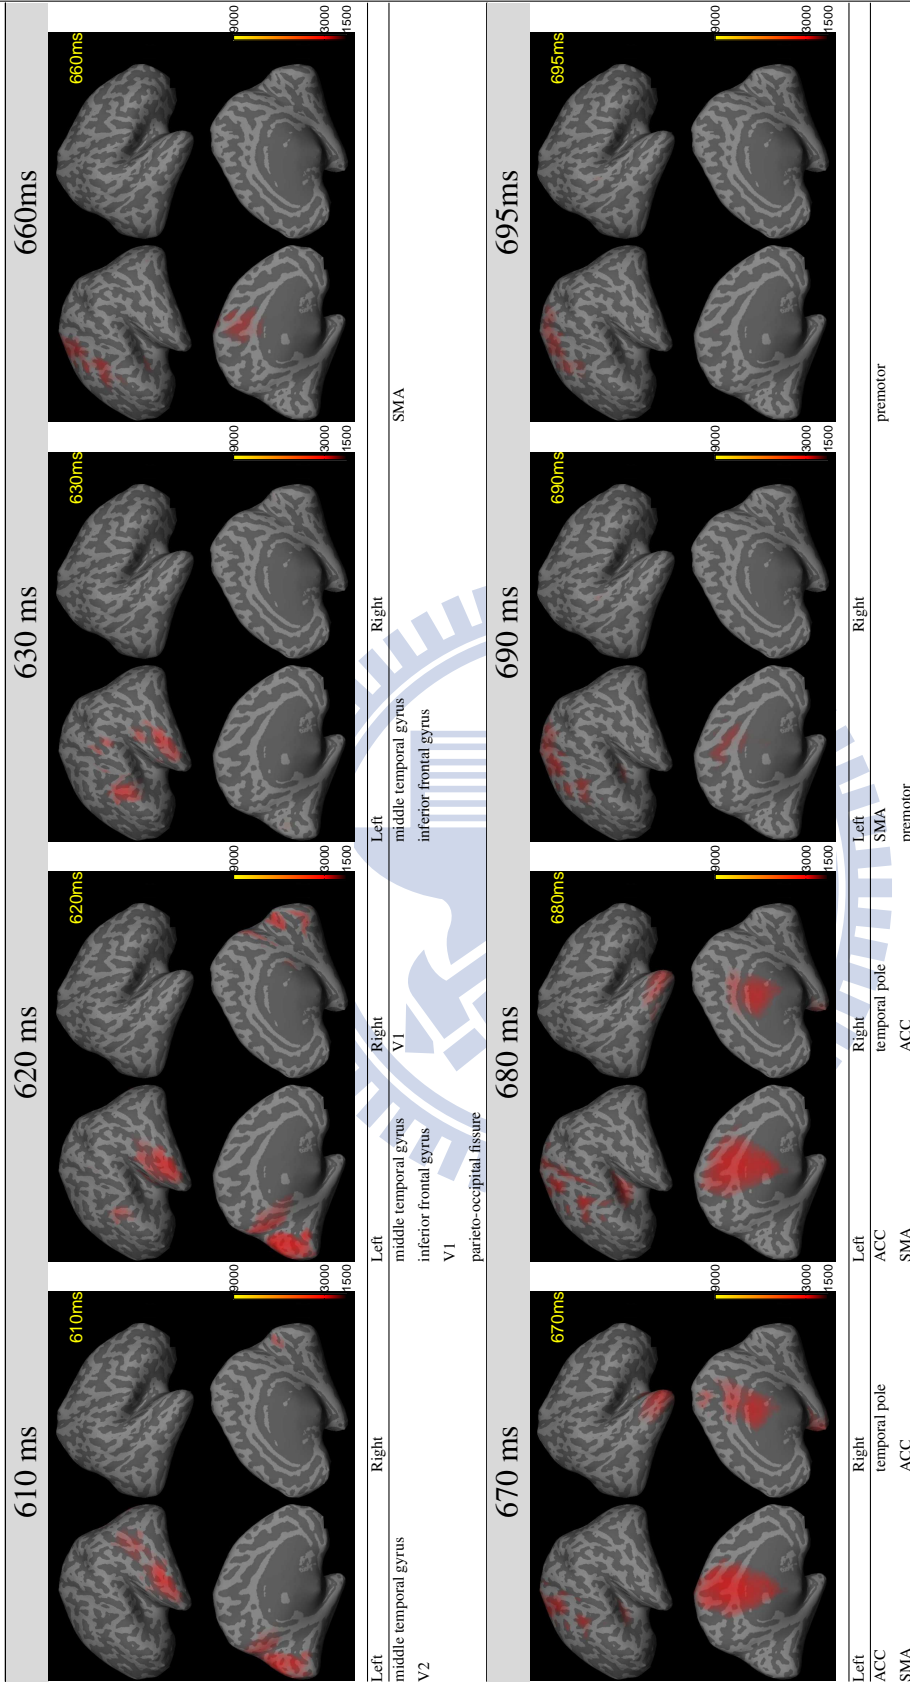 610 ms
620 ms
630 ms
660ms
610ms
620ms
630ms
660ms
9000
3000
1500
9000
3000
1500
9000
3000
1500
9000
3000
1500
Left
Right
Left
Right
Left
Right
middle temporal gyrus
middle temporal gyrus
V1
middle temporal gyrus
SMA
V2
inferior frontal gyrus
inferior frontal gyrus
V1
parieto-occipital fissure
670 ms
680 ms
690 ms
695ms
670ms
680ms
690ms
695ms
9000
3000
1500
9000
3000
1500
9000
3000
1500
9000
3000
1500
Left
Right
Left
Right
Left
Right
ACC
temporal pole
ACC
temporal pole
SMA
premotor
SMA
ACC
SMA
ACC
premotor